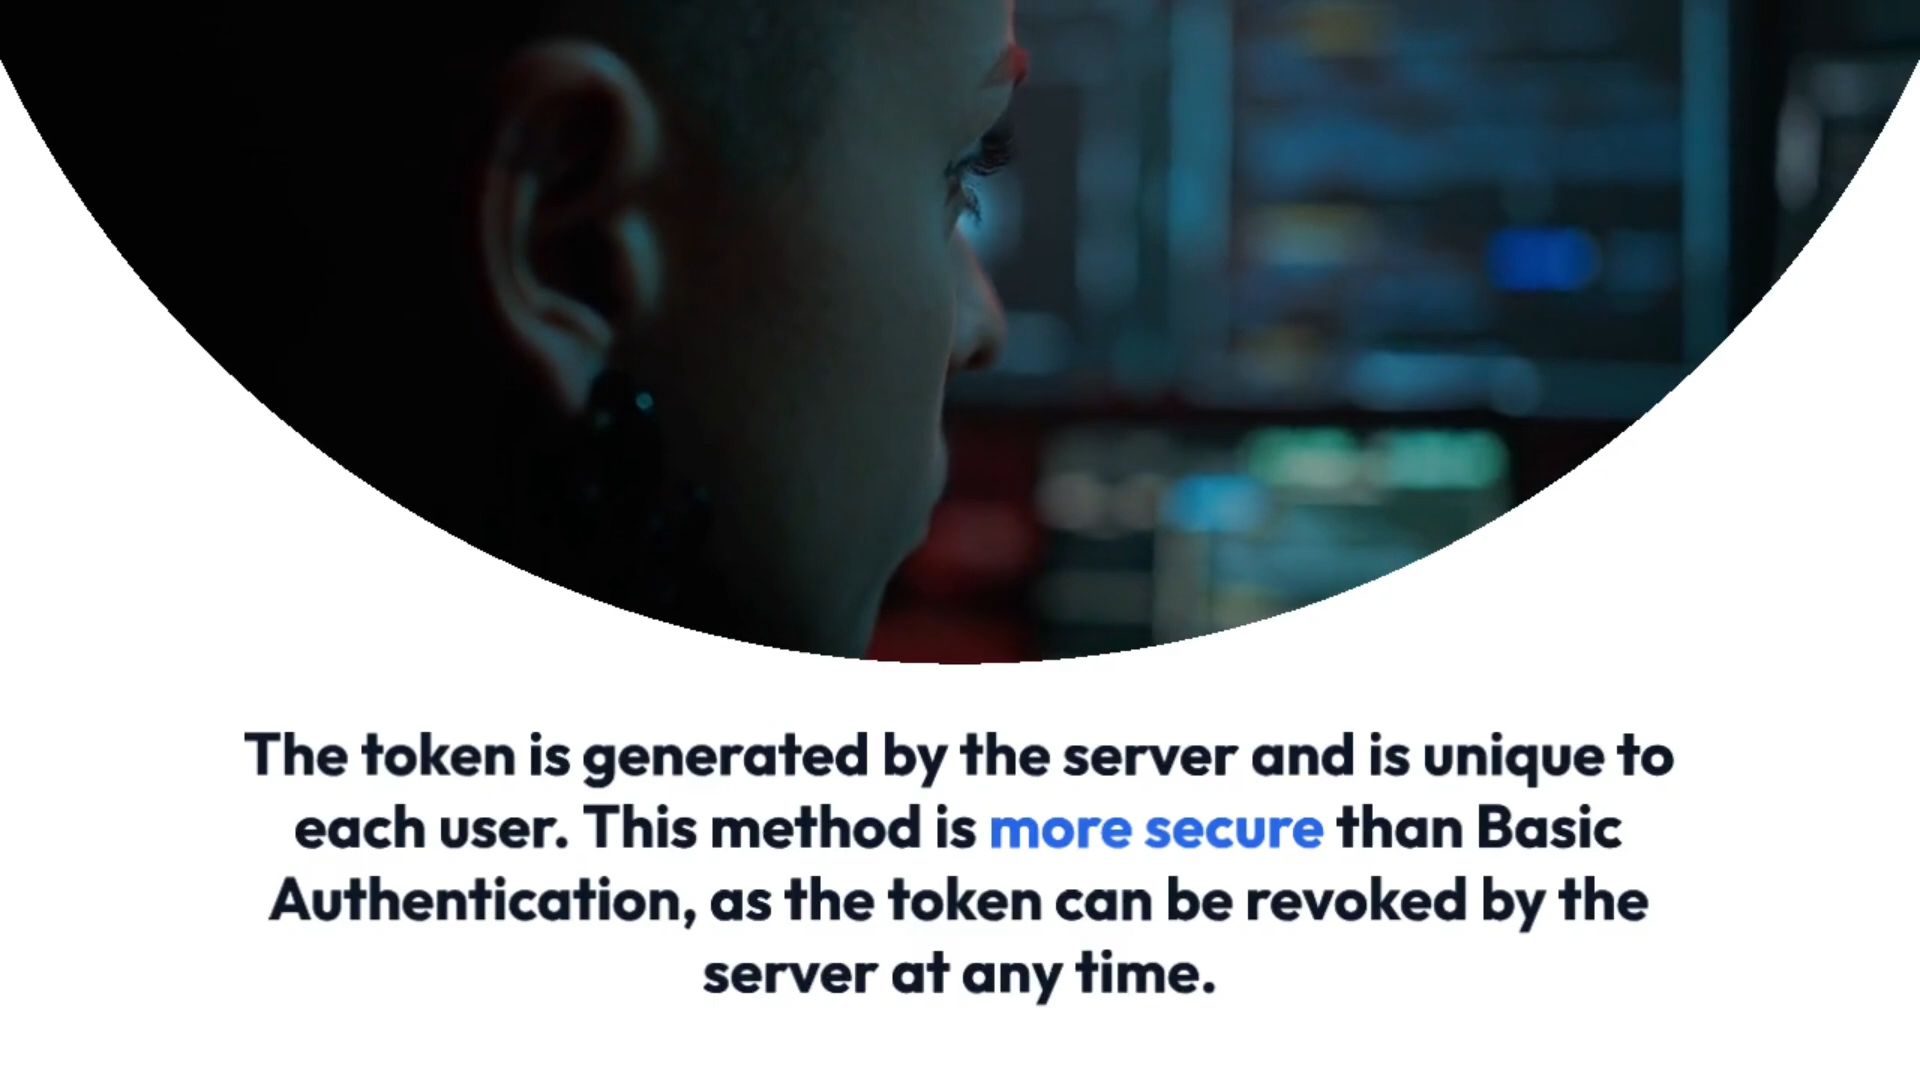 The token is generated by the server and is unique to
each user. This method is more secure than Basic
Authentication, as the token can be revoked by the
server at any time.